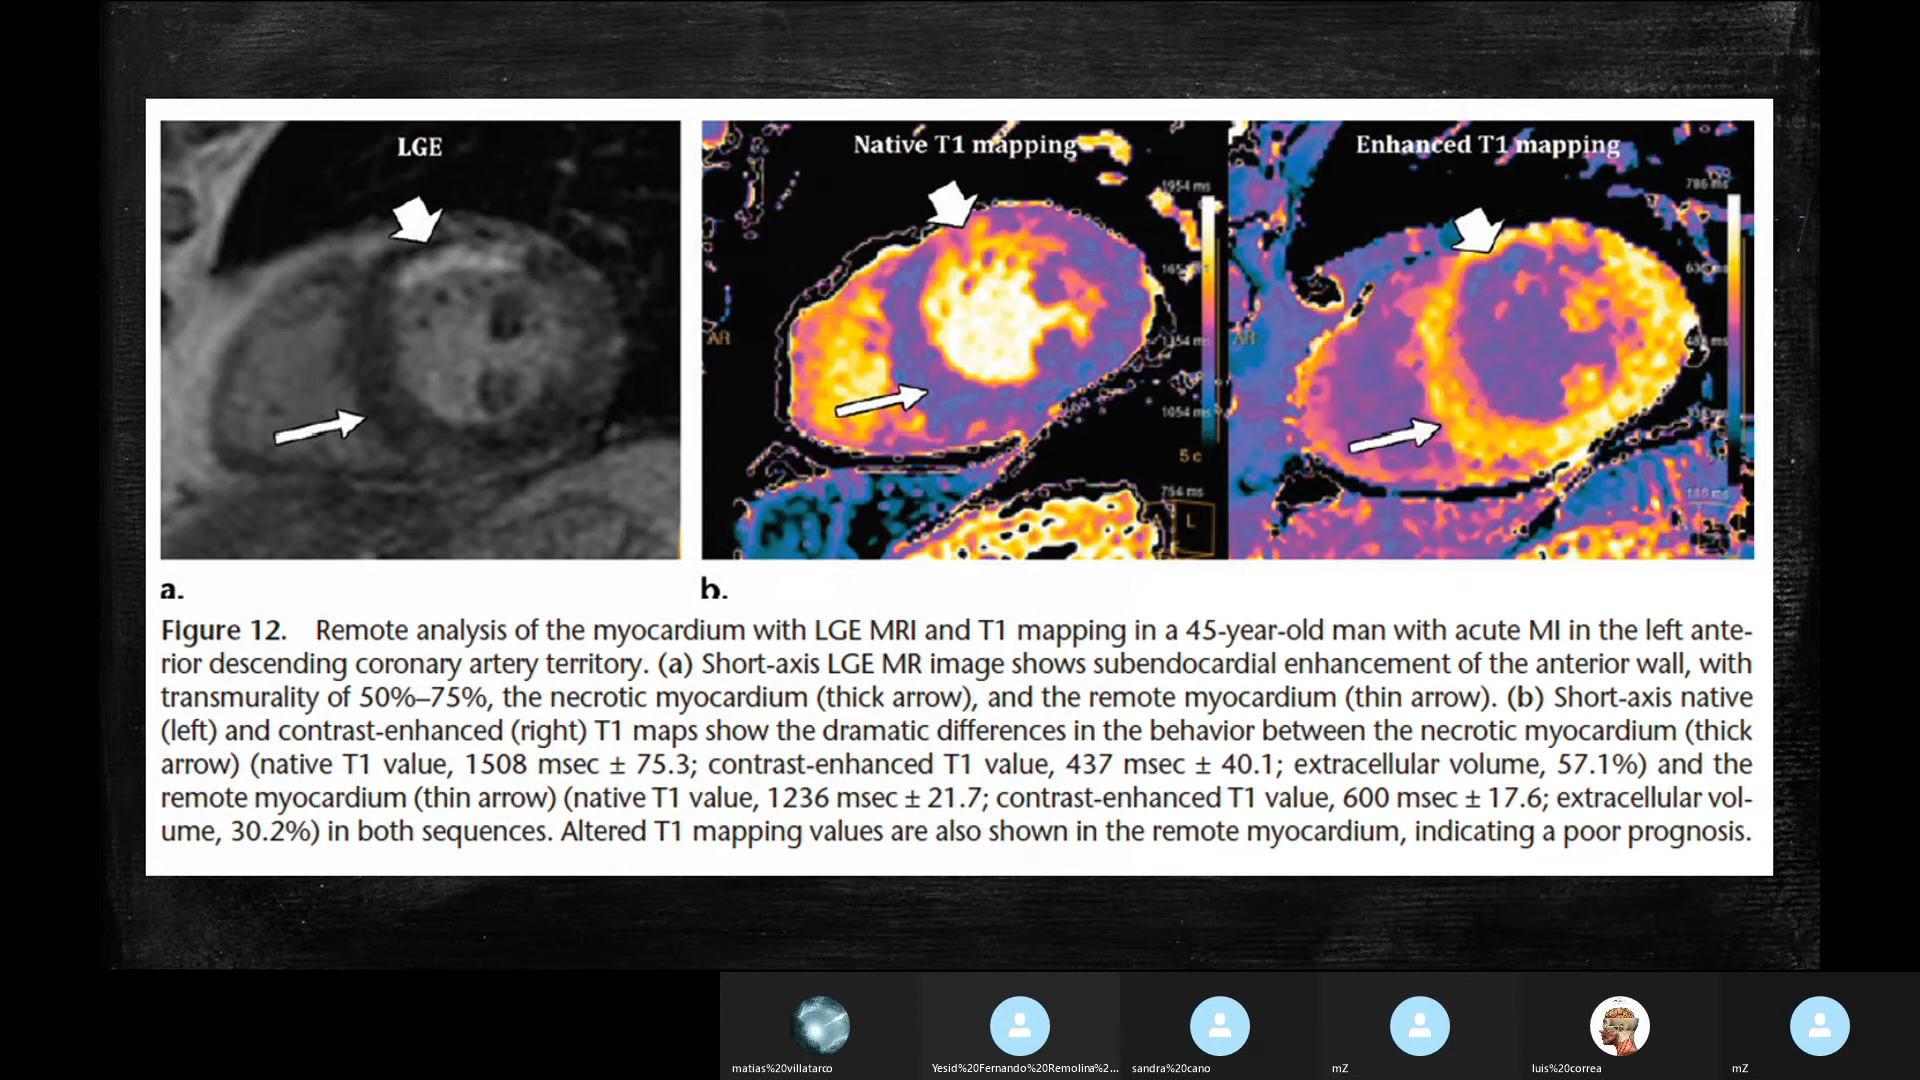 LGE
Native T1 mapping
Enhanced T1 mapping
1954 ms
786 ms
AR
AR
1054 ms
5 c
754 ms
L
a.
b.
Figure 12. Remote analysis of the myocardium with LGE MRI and T1 mapping in a 45-year-old man with acute MI in the left ante-
rior descending coronary artery territory. (a) Short-axis LGE MR image shows subendocardial enhancement of the anterior wall, with
transmurality of 50%–75%, the necrotic myocardium (thick arrow), and the remote myocardium (thin arrow). (b) Short-axis native
(left) and contrast-enhanced (right) T1 maps show the dramatic differences in the behavior between the necrotic myocardium (thick
arrow) (native T1 value, 1508 msec ± 75.3; contrast-enhanced T1 value, 437 msec ± 40.1; extracellular volume, 57.1%) and the
remote myocardium (thin arrow) (native T1 value, 1236 msec ± 21.7; contrast-enhanced T1 value, 600 msec ± 17.6; extracellular vol-
ume, 30.2%) in both sequences. Altered T1 mapping values are also shown in the remote myocardium, indicating a poor prognosis.
matias%20villatarco
Yesid%20Fernando%20Remolina%2...
sandra%20cano
mZ
luis%20correa
mZ